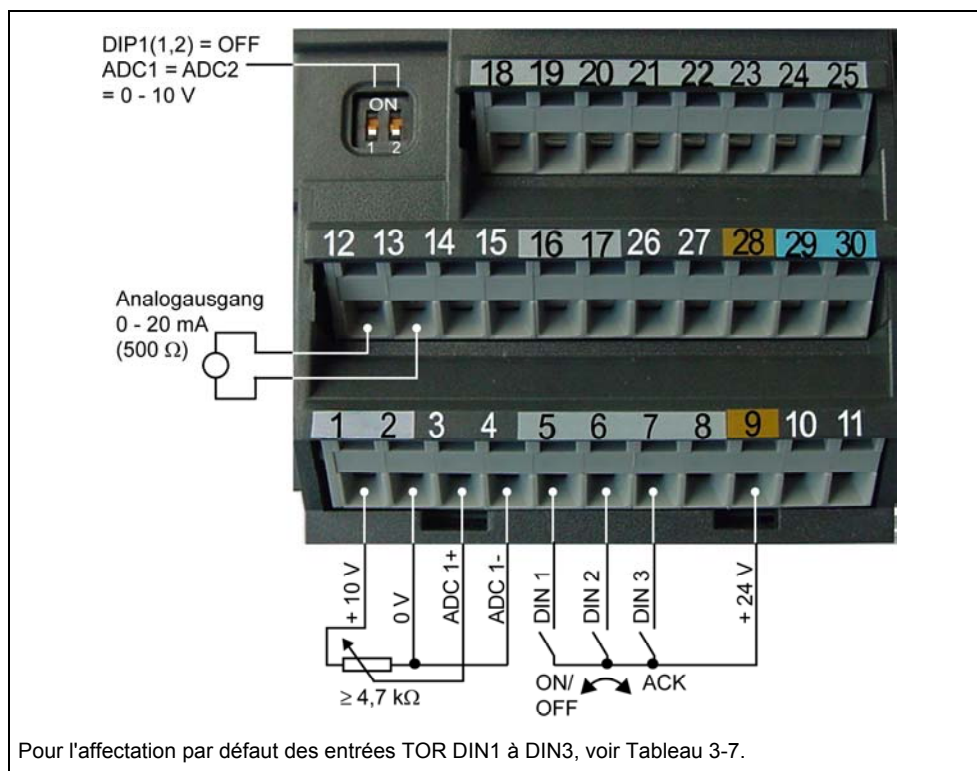 DIP1(1,2) = OFF
ADC1 = ADC2
= 0 - 10 V
ON
1 2
18 19 20 21 22 23 24 25
12 13 14 15 16 17 26 27 28 29 30
Analogausgang
0 - 20 mA
(500 Ω)
1 2 3 4 5 6 7 8 9 10 11
+ 10 V
0 V
ADC 1+
ADC 1-
DIN 1
DIN 2
DIN 3
+ 24 V
≥ 4,7 kΩ
ON/
OFF
ACK
Pour l'affectation par défaut des entrées TOR DIN1 à DIN3, voir Tableau 3-7.